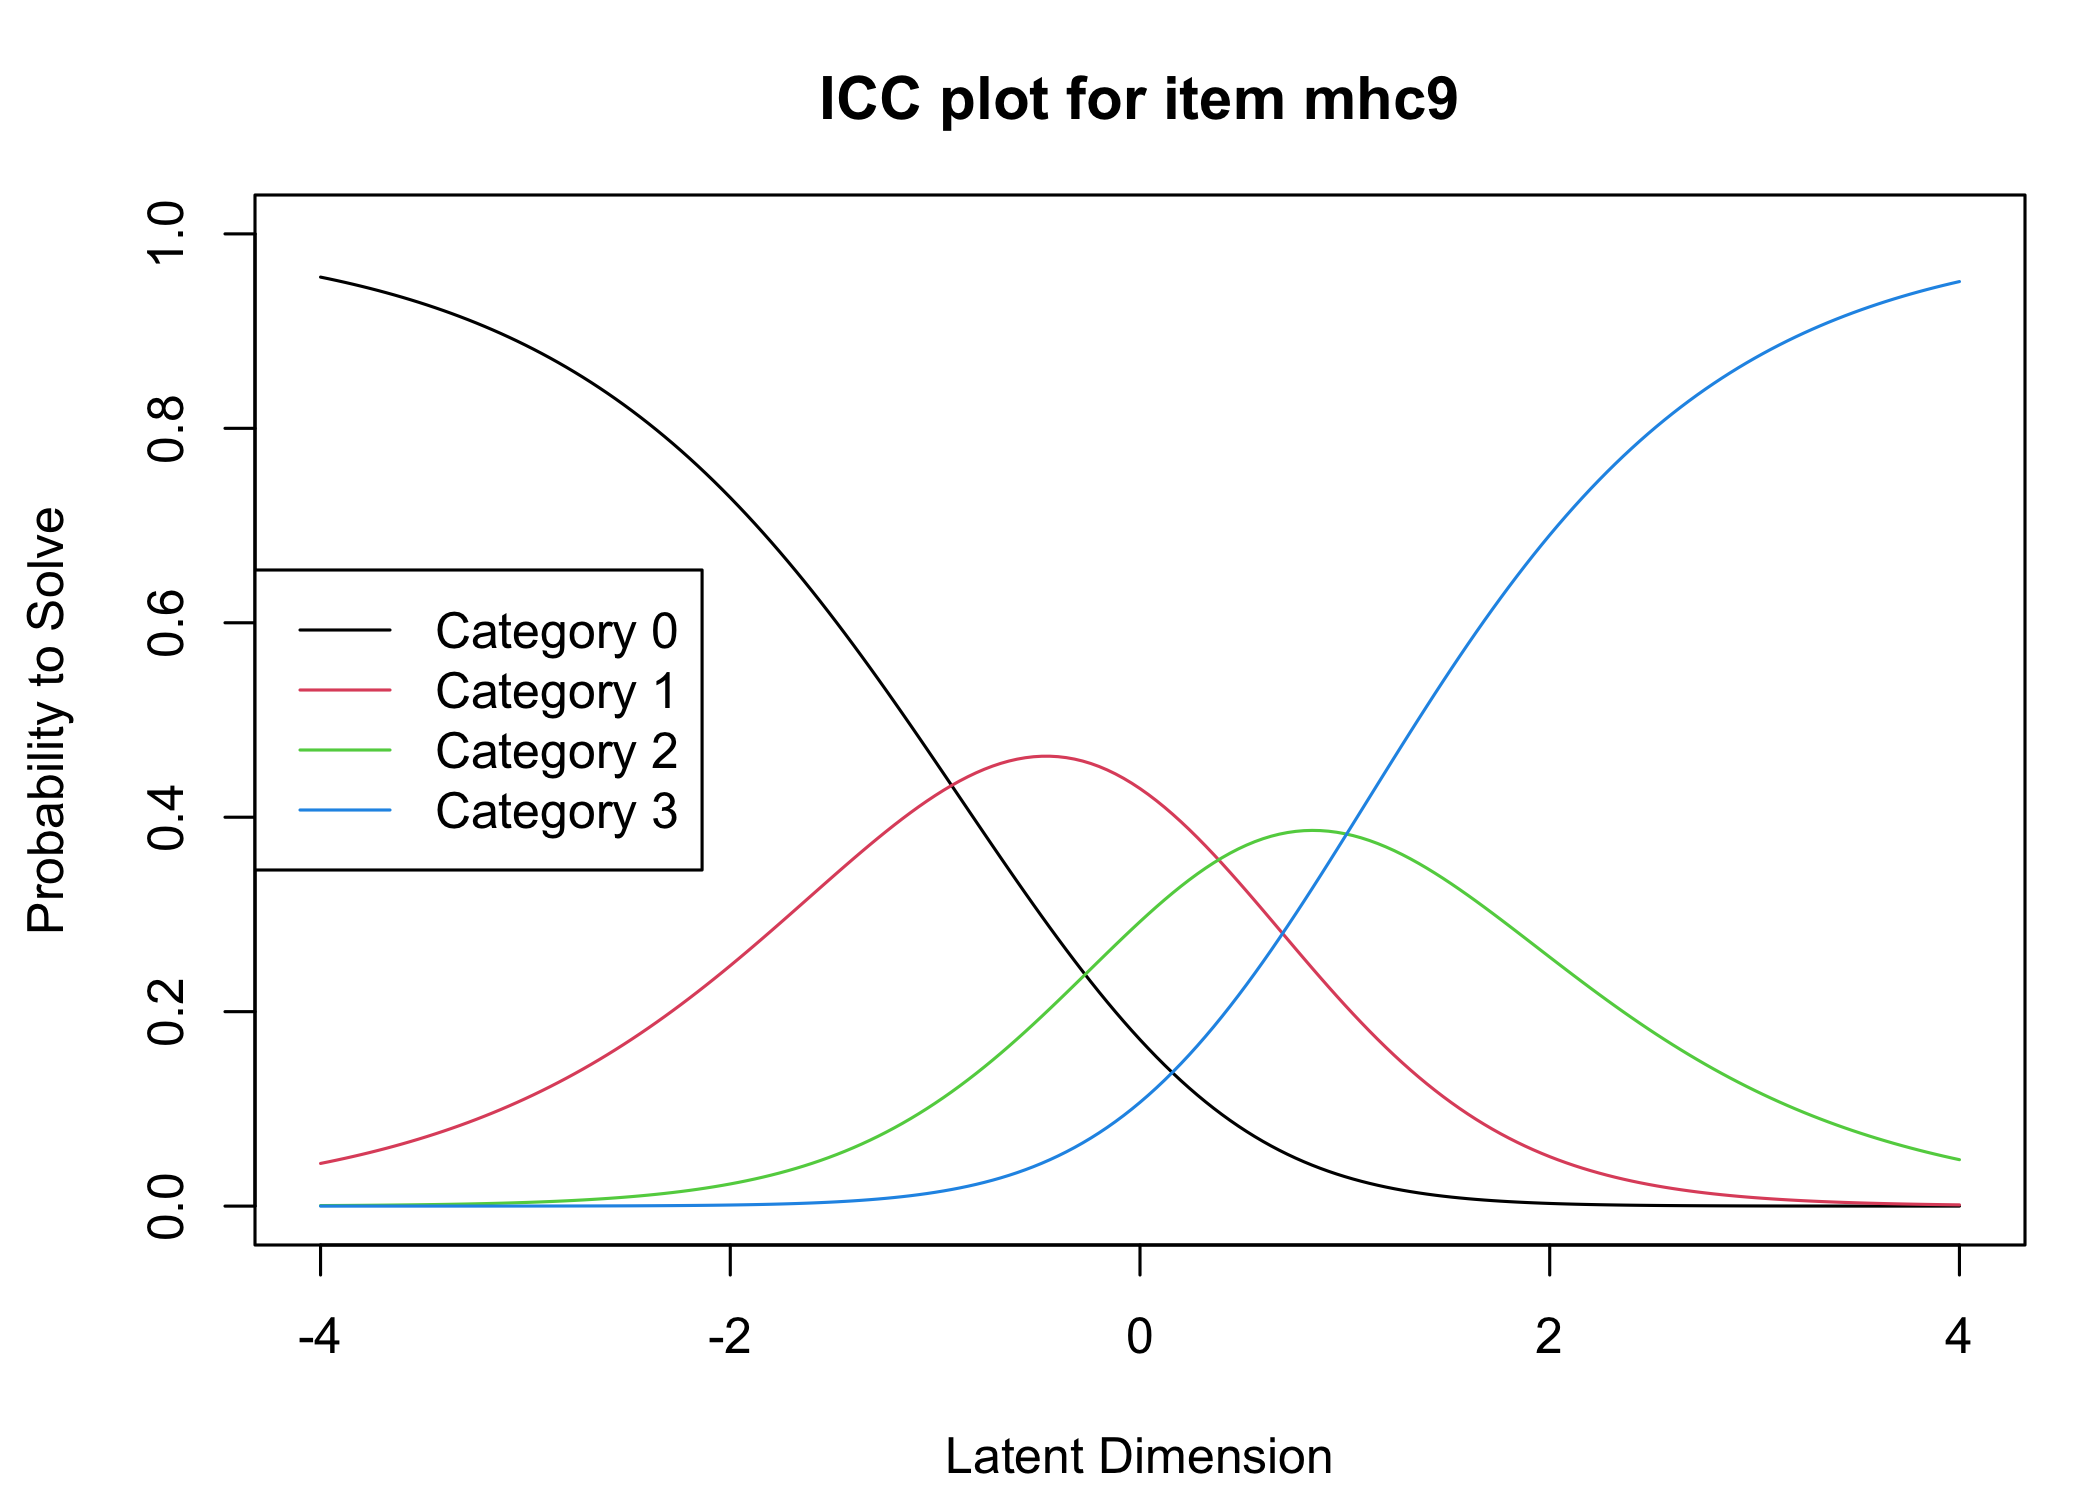 ICC plot for item mhc9
Probability to Solve
1.0
0.8
0.6
0.4
0.2
0.0
Category 0
Category 1
Category 2
Category 3
-4 -2 0 2 4
Latent Dimension